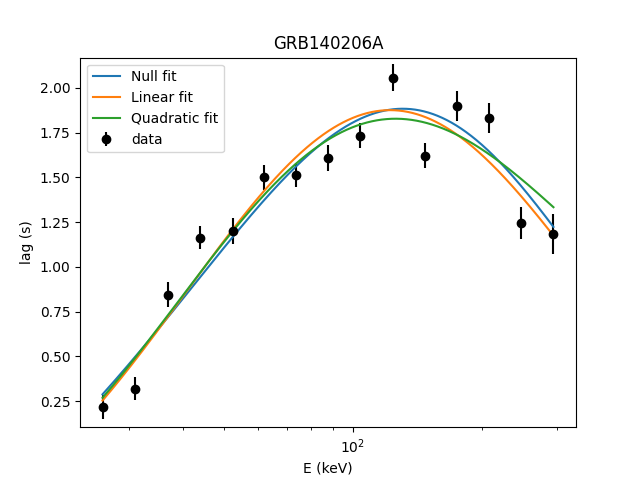 GRB140206A
Null fit
Linear fit
Quadratic fit
data
2.00
1.75
1.50
1.25
1.00
0.75
0.50
0.25
lag (s)
10²
E (keV)